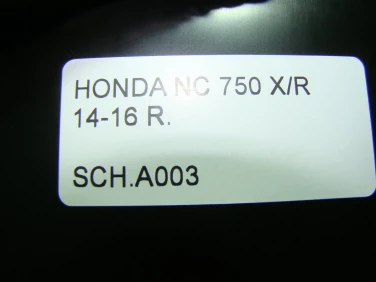 HONDA NC 750 X/R
14-16 R.
SCH.A003